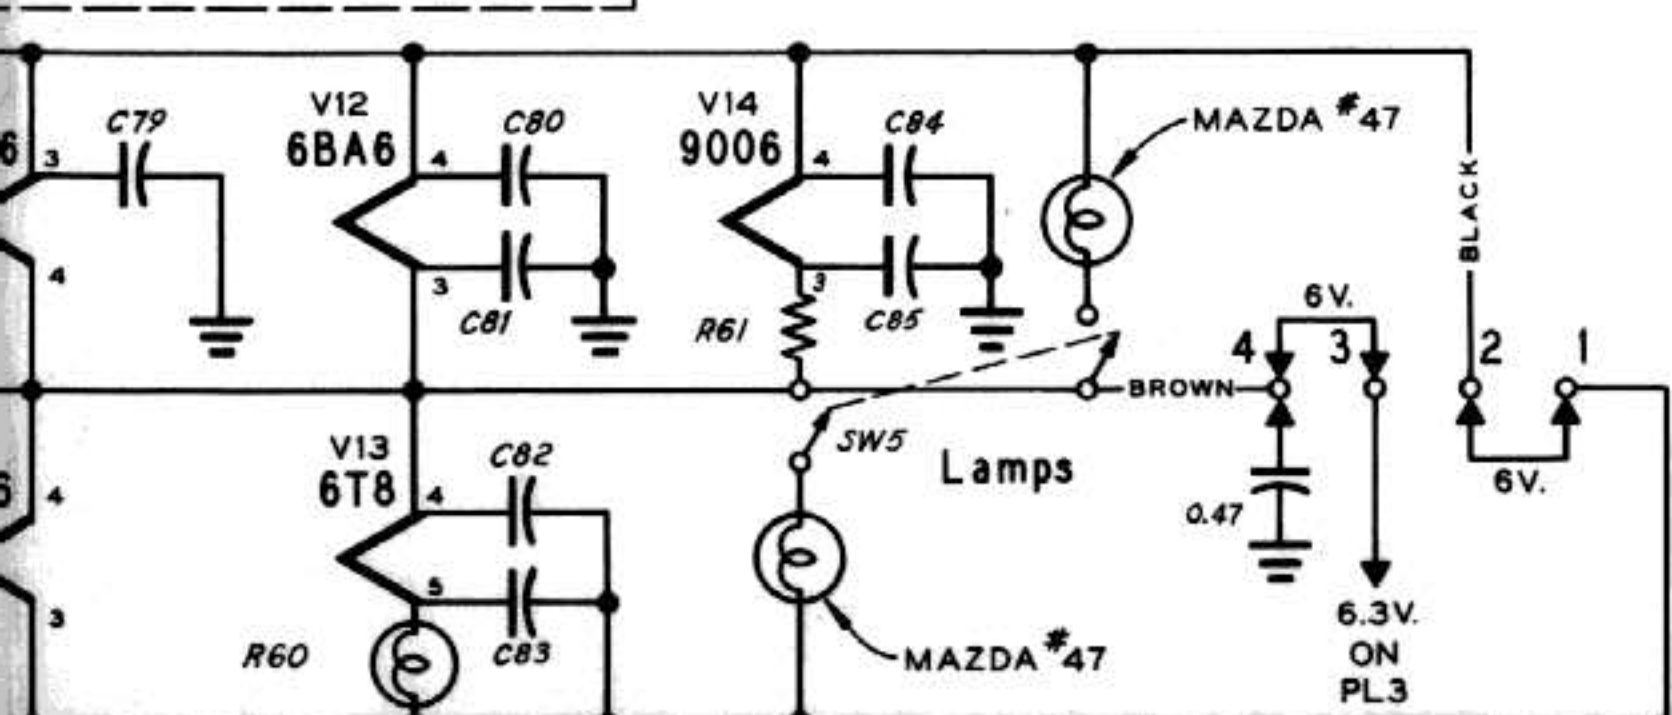 V12
6BA6
V14
9006
C79
C80
C84
MAZDA #47
6
3
4
4
BLACK
4
3
3
C81
R61
C85
6V.
4
3
2
1
BROWN
SW5
V13
6T8
C82
Lamps
6V.
4
4
0.47
5
3
6.3V.
ON
PL3
R60
C83
MAZDA #47